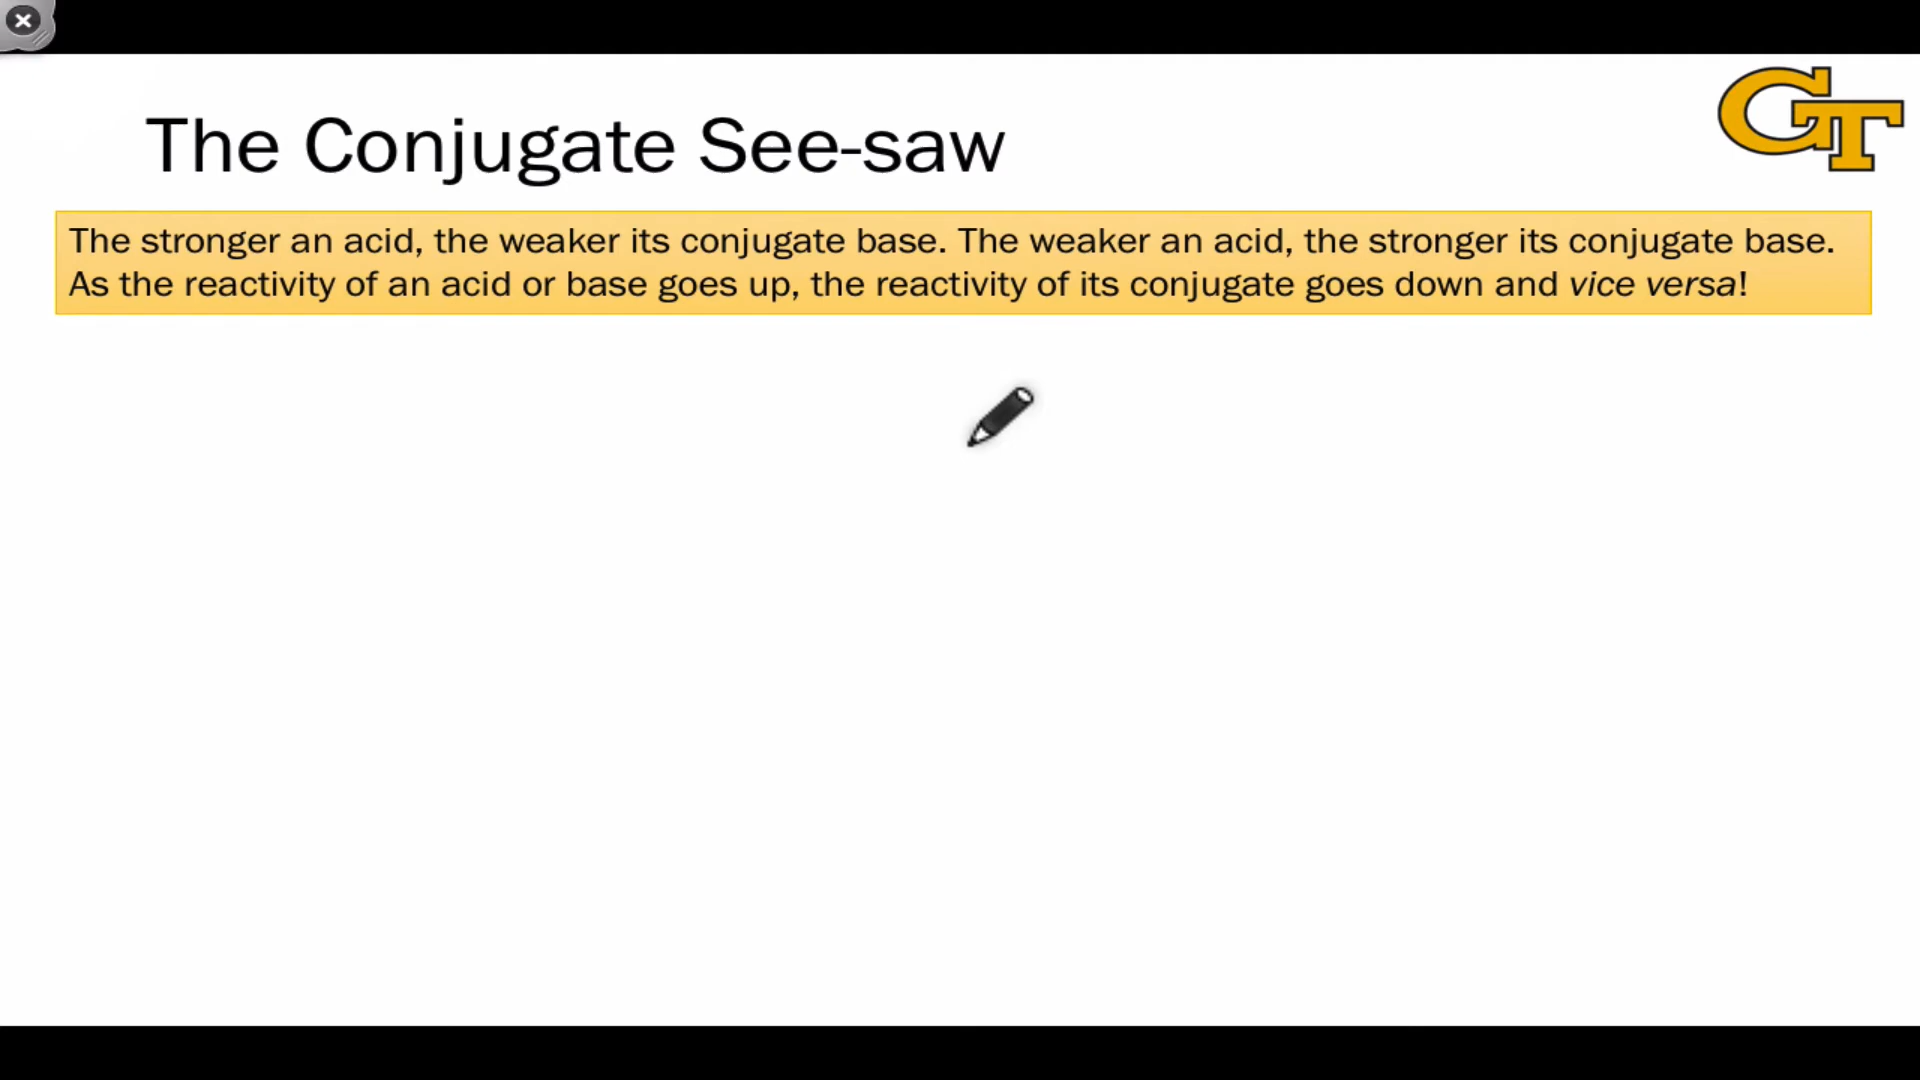 GT
The Conjugate See-saw
The stronger an acid, the weaker its conjugate base. The weaker an acid, the stronger its conjugate base.
As the reactivity of an acid or base goes up, the reactivity of its conjugate goes down and vice versa!